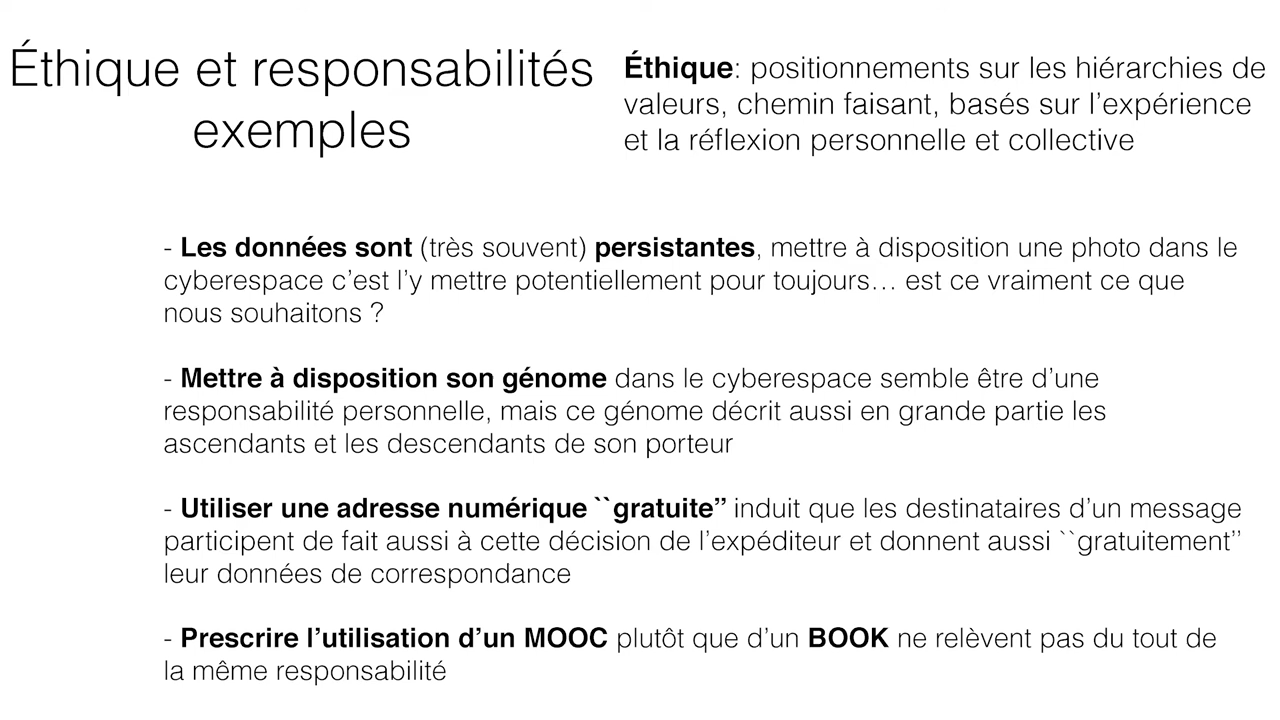 Éthique et responsabilités
exemples
Éthique: positionnements sur les hiérarchies de
valeurs, chemin faisant, basés sur l’expérience
et la réflexion personnelle et collective
- Les données sont (très souvent) persistantes, mettre à disposition une photo dans le
cyberespace c’est l’y mettre potentiellement pour toujours… est ce vraiment ce que
nous souhaitons ?
- Mettre à disposition son génome dans le cyberespace semble être d’une
responsabilité personnelle, mais ce génome décrit aussi en grande partie les
ascendants et les descendants de son porteur
- Utiliser une adresse numérique ``gratuite” induit que les destinataires d’un message
participent de fait aussi à cette décision de l’expéditeur et donnent aussi ``gratuitement’’
leur données de correspondance
- Prescrire l’utilisation d’un MOOC plutôt que d’un BOOK ne relèvent pas du tout de
la même responsabilité